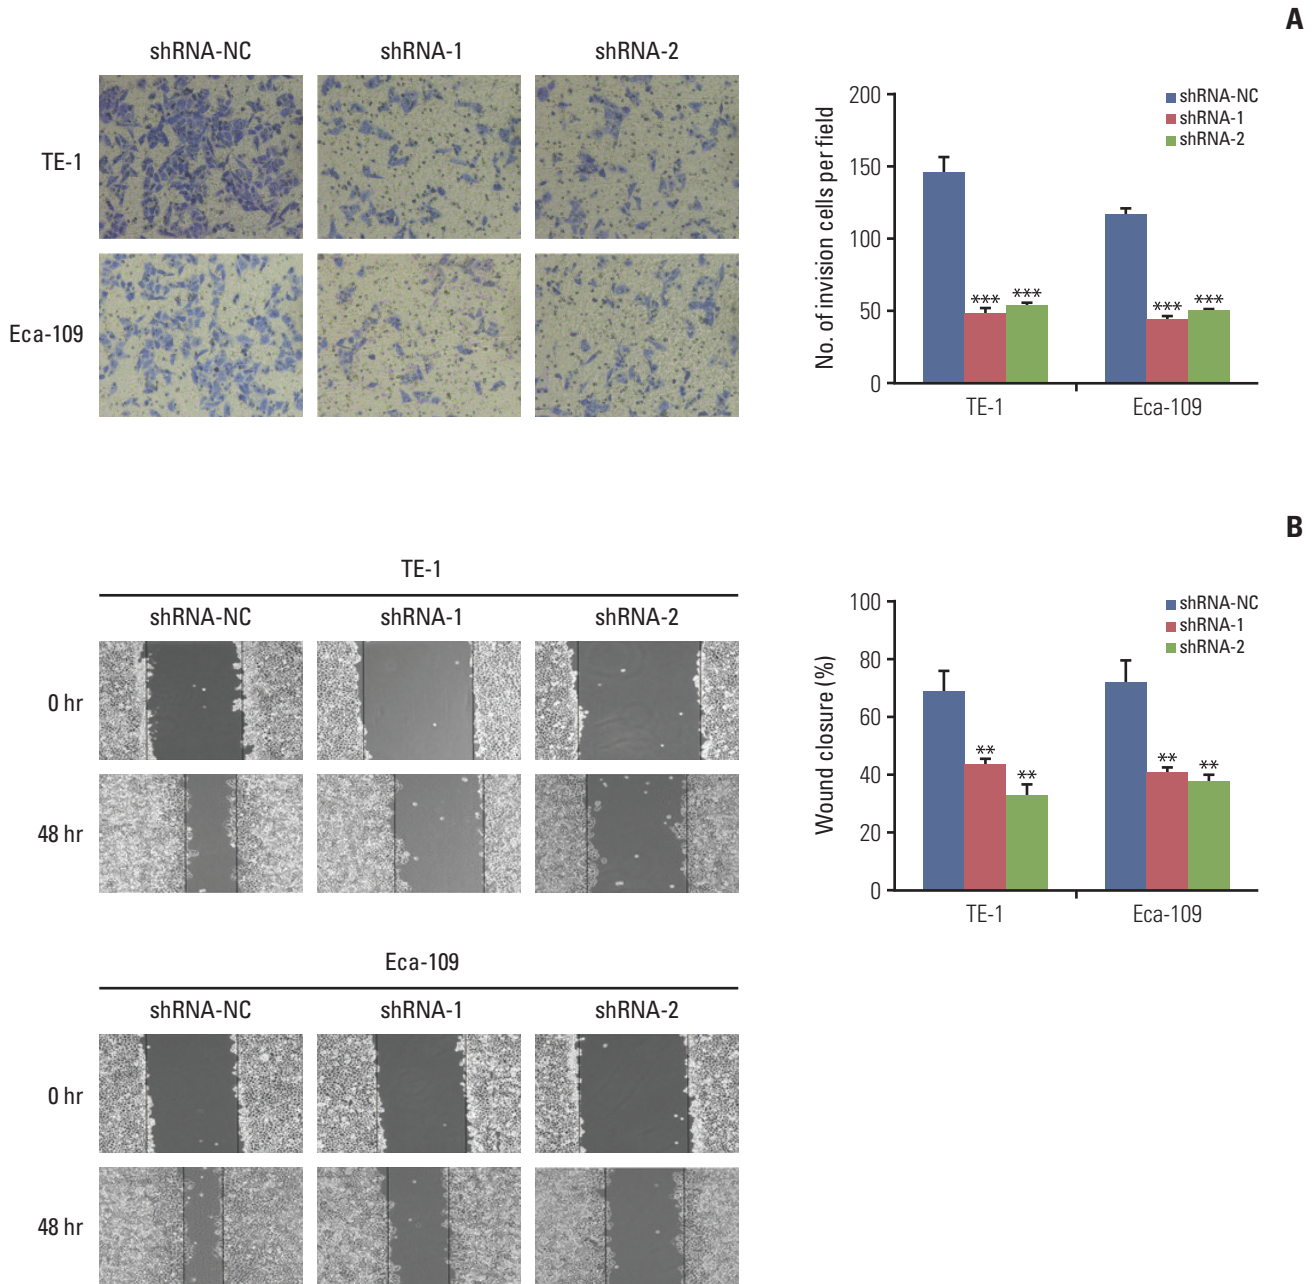 A
shRNA-NC shRNA-1 shRNA-2
TE-1
Eca-109
No. of invision cells per field
200
150
100
50
0
shRNA-NC
shRNA-1
shRNA-2
*** ***
*** ***
TE-1 Eca-109
B
TE-1
shRNA-NC shRNA-1 shRNA-2
0 hr
48 hr
Wound closure (%)
100
80
60
40
20
0
shRNA-NC
shRNA-1
shRNA-2
** **
** **
TE-1 Eca-109
Eca-109
shRNA-NC shRNA-1 shRNA-2
0 hr
48 hr